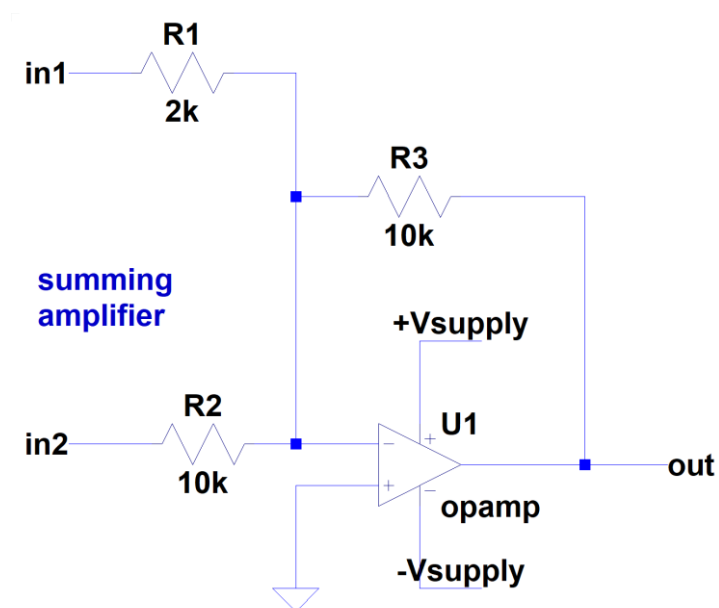 R1
in1
2k
R3
10k
summing
amplifier
+Vsupply
R2
U1
in2
10k
opamp
out
-Vsupply